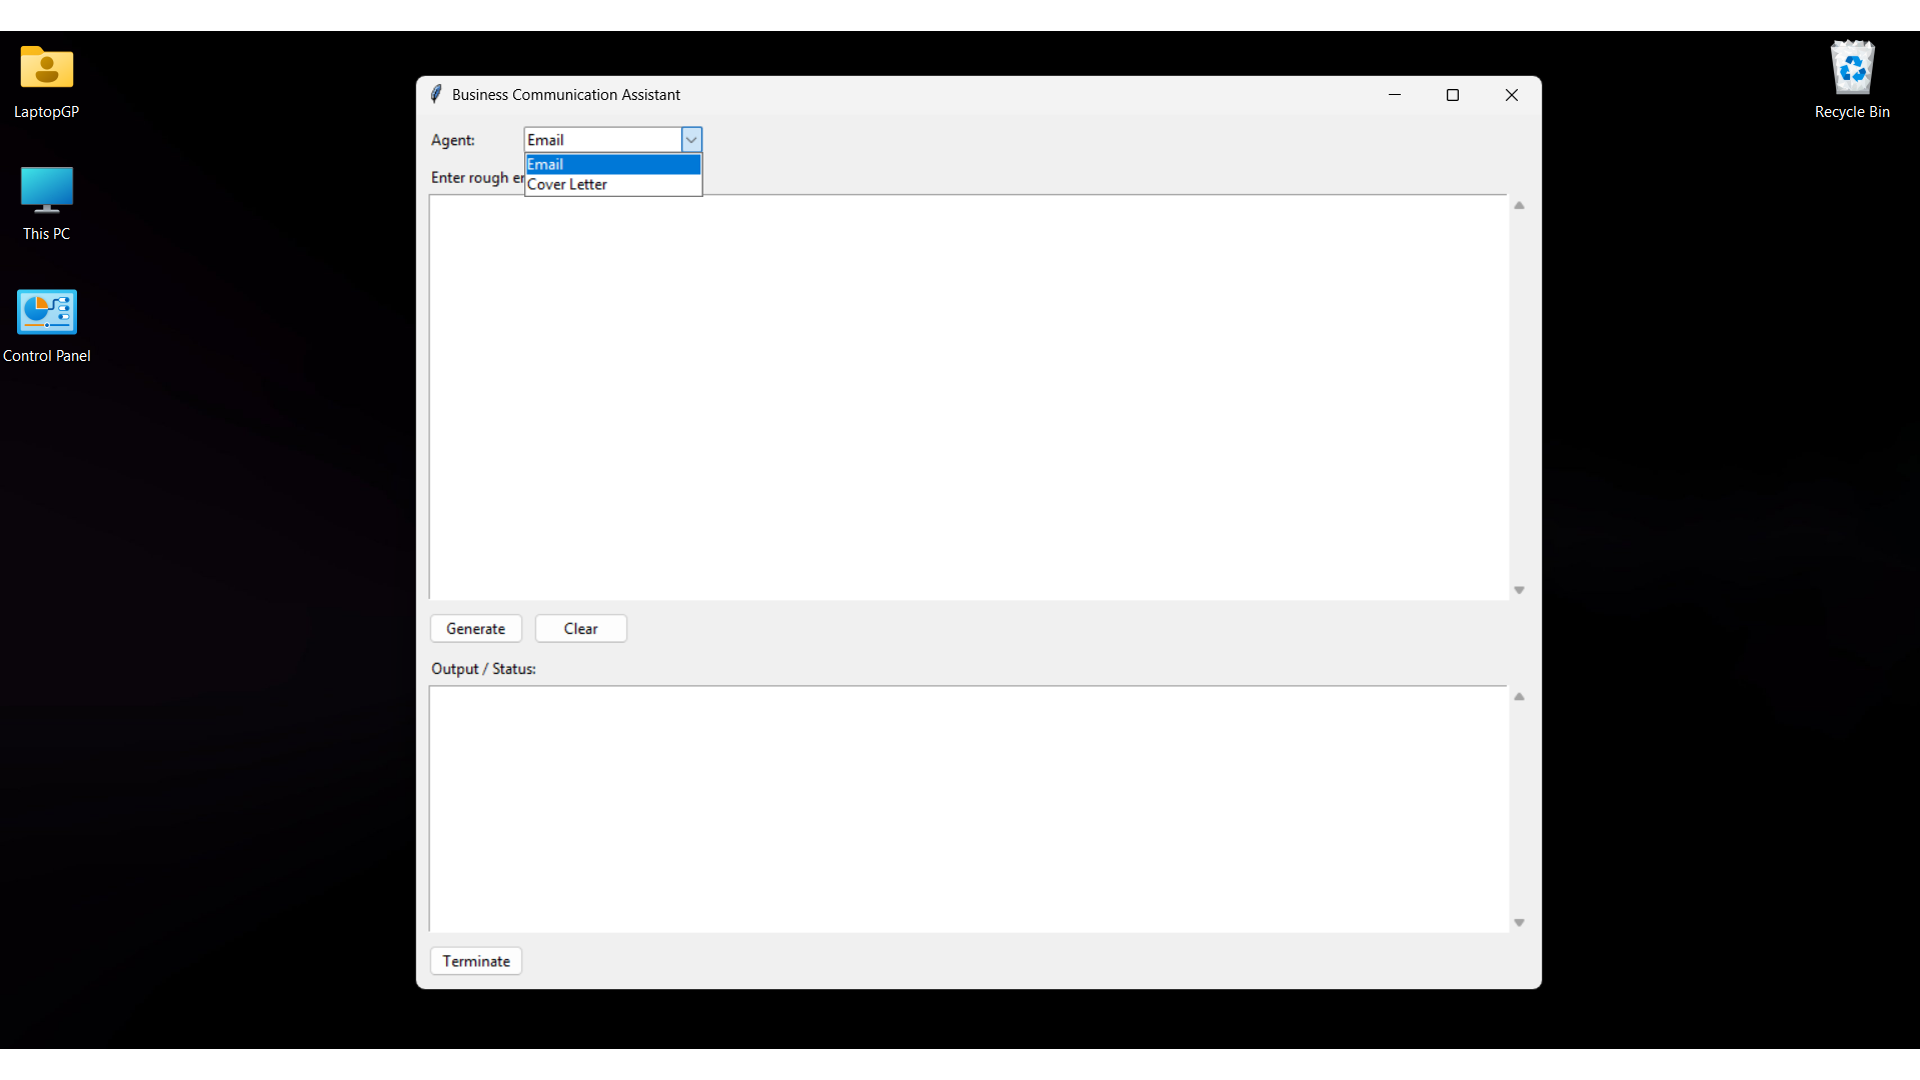 LaptopGP
This PC
Control Panel
Recycle Bin
Business Communication Assistant
Agent:
Email
Email
Cover Letter
Enter rough
Generate
Clear
Output / Status:
Terminate